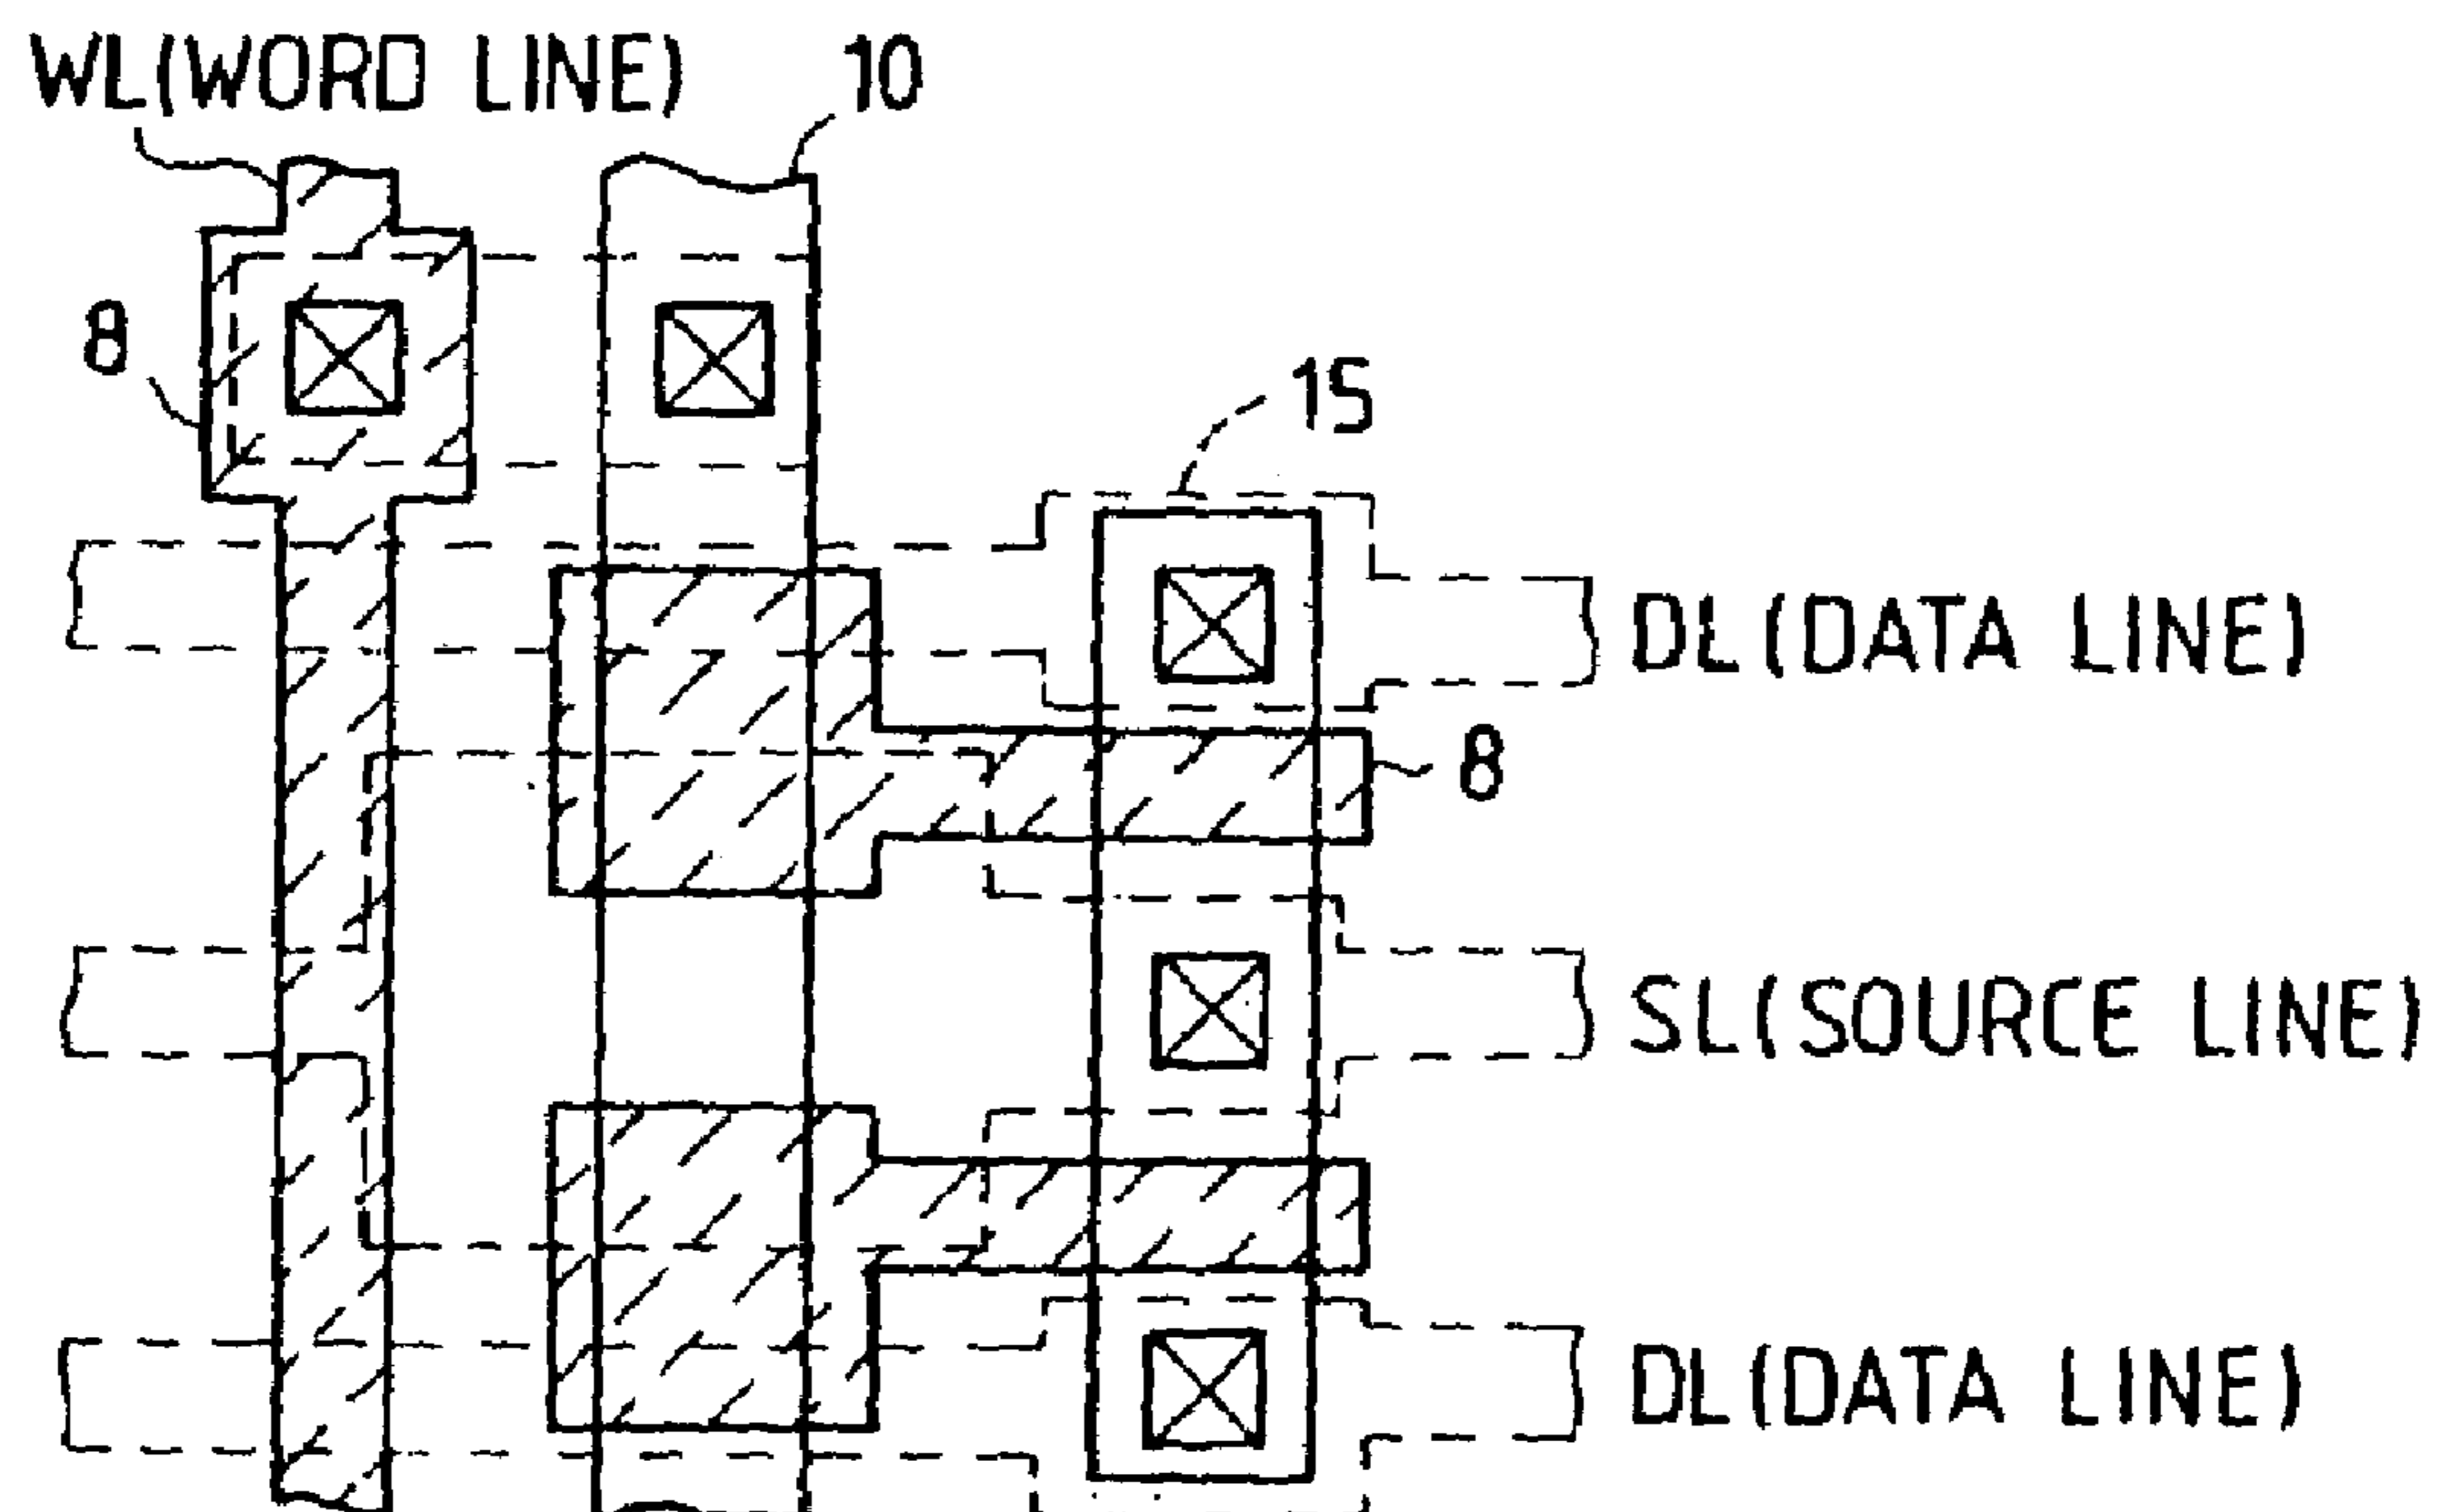 WL(WORD LINE)
10
8
15
DL(DATA LINE)
8
SL(SOURCE LINE)
DL(DATA LINE)